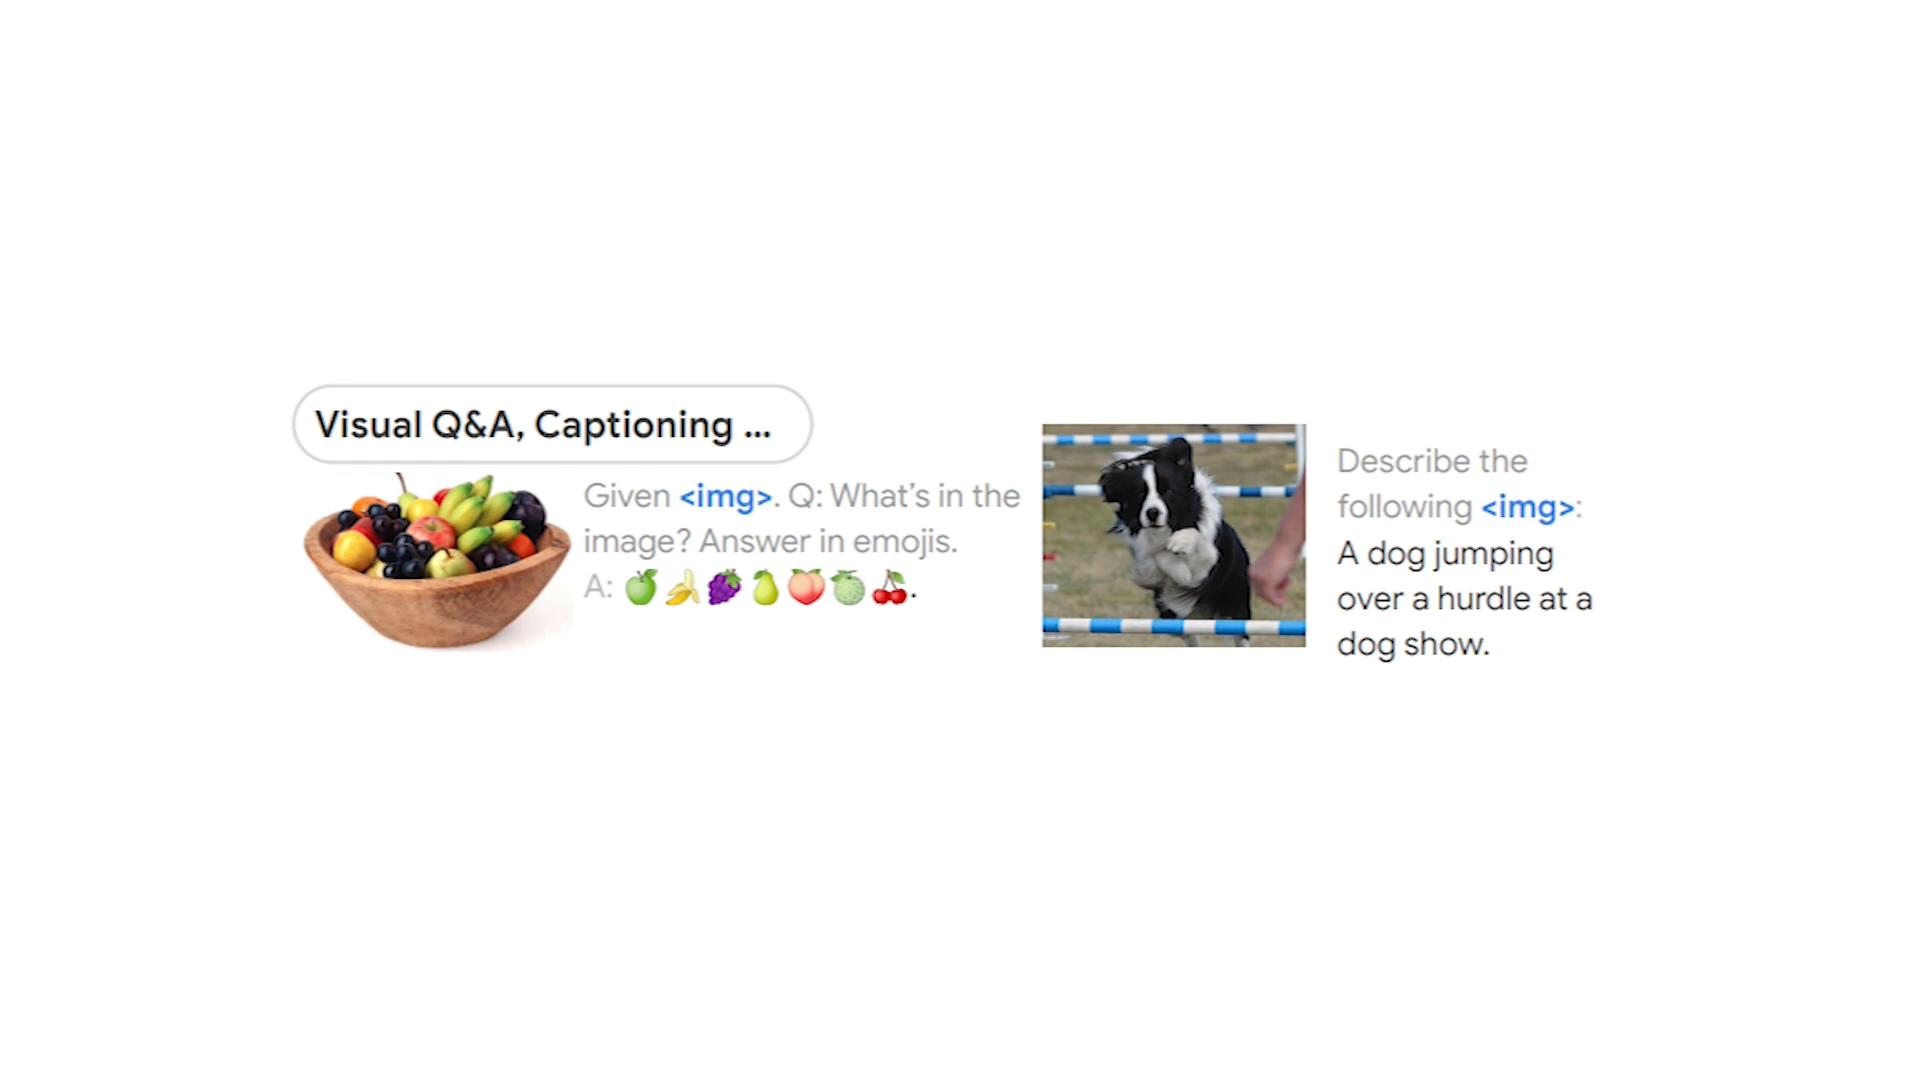 Visual Q&A, Captioning ...
Given <img>. Q: What's in the
image? Answer in emojis.
A: 🍏🍌🍇🍐🍑🍈🍒.
Describe the
following <img>:
A dog jumping
over a hurdle at a
dog show.